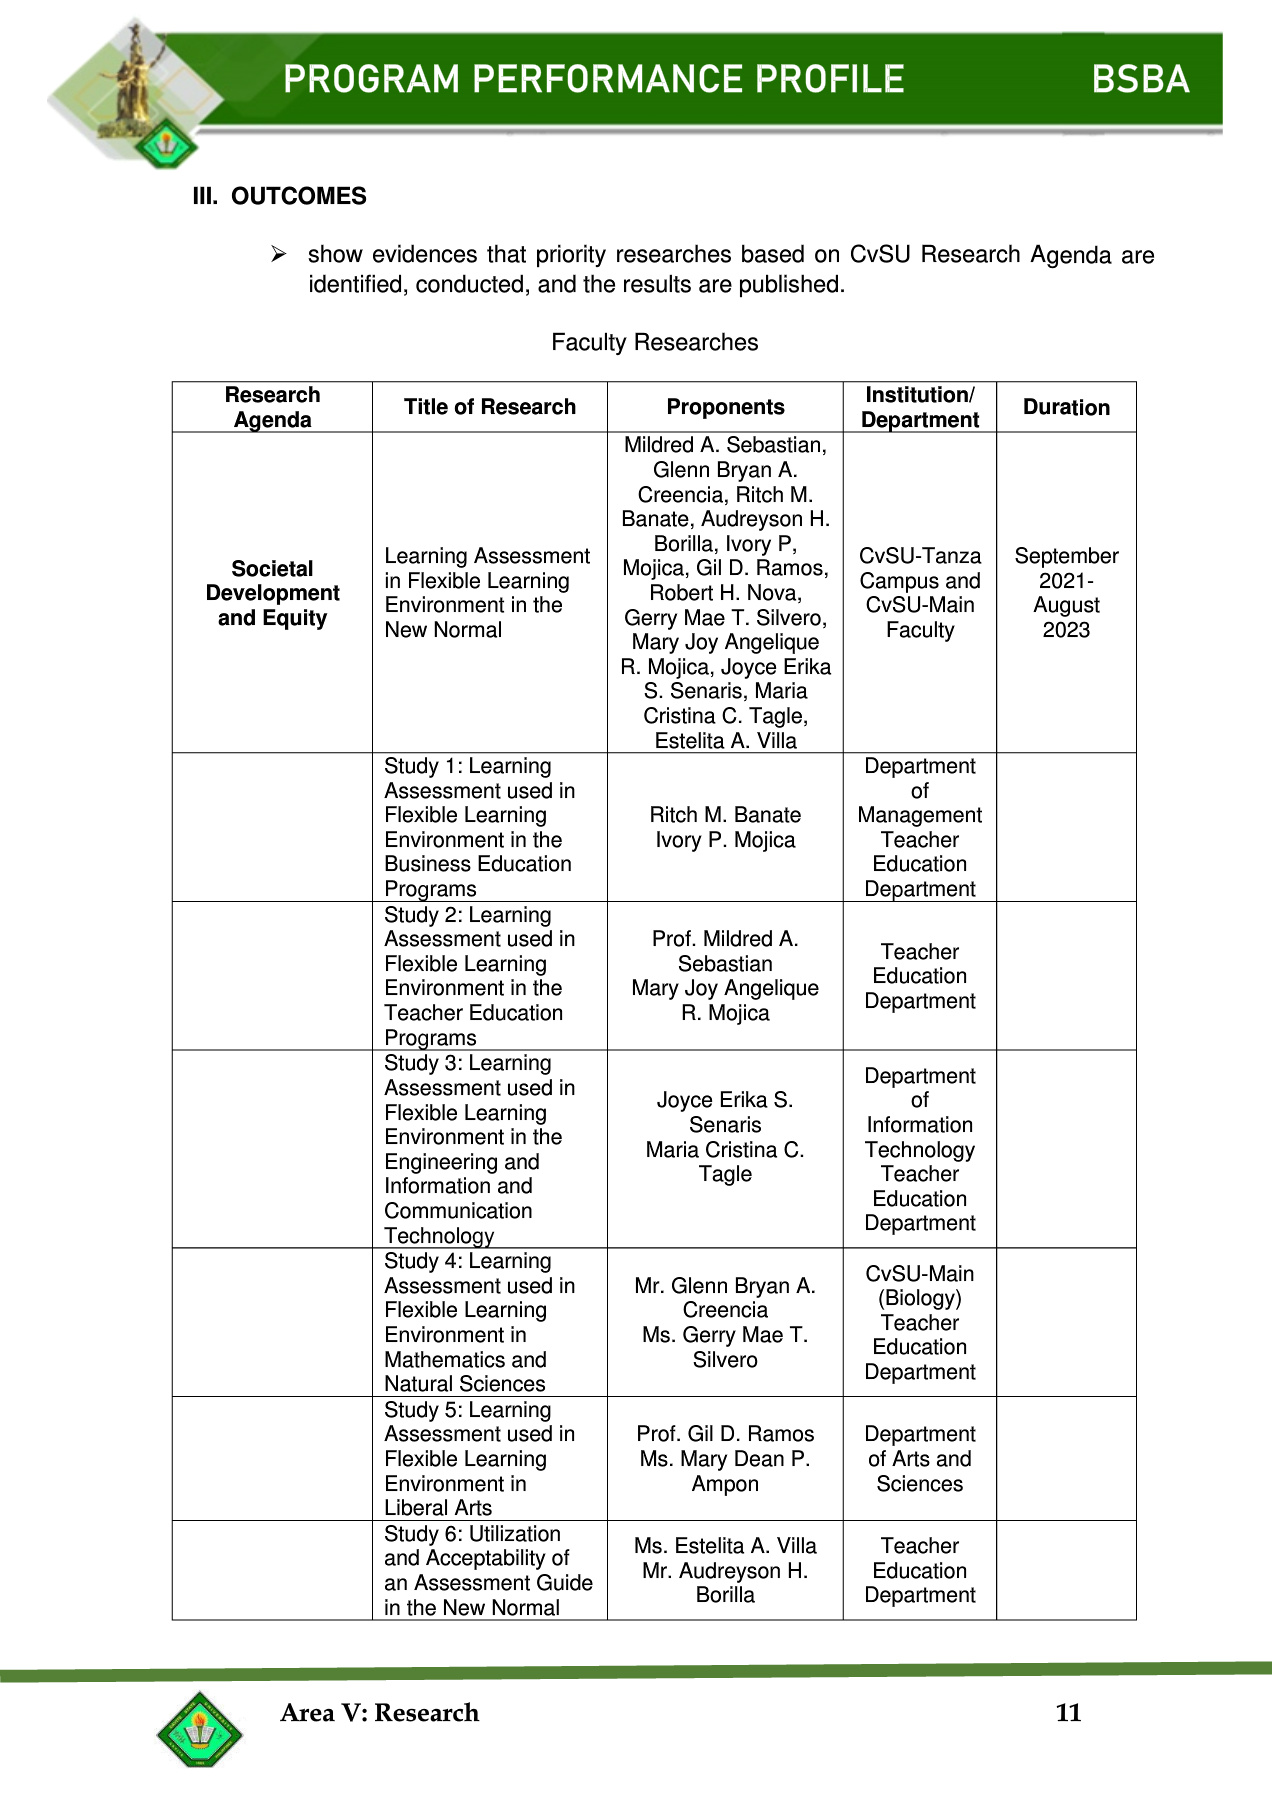 PROGRAM PERFORMANCE PROFILE BSBA
III. OUTCOMES
➢ show evidences that priority researches based on CvSU Research Agenda are
identified, conducted, and the results are published.
Faculty Researches
Research
Agenda
Title of Research
Proponents
Institution/
Department
Duration
Societal
Development
and Equity
Learning Assessment
in Flexible Learning
Environment in the
New Normal
Mildred A. Sebastian,
Glenn Bryan A.
Creencia, Ritch M.
Banate, Audreyson H.
Borilla, Ivory P,
Mojica, Gil D. Ramos,
Robert H. Nova,
Gerry Mae T. Silvero,
Mary Joy Angelique
R. Mojica, Joyce Erika
S. Senaris, Maria
Cristina C. Tagle,
Estelita A. Villa
CvSU-Tanza
Campus and
CvSU-Main
Faculty
September
2021-
August
2023
Study 1: Learning
Assessment used in
Flexible Learning
Environment in the
Business Education
Programs
Ritch M. Banate
Ivory P. Mojica
Department
of
Management
Teacher
Education
Department
Study 2: Learning
Assessment used in
Flexible Learning
Environment in the
Teacher Education
Programs
Prof. Mildred A.
Sebastian
Mary Joy Angelique
R. Mojica
Teacher
Education
Department
Study 3: Learning
Assessment used in
Flexible Learning
Environment in the
Engineering and
Information and
Communication
Technology
Joyce Erika S.
Senaris
Maria Cristina C.
Tagle
Department
of
Information
Technology
Teacher
Education
Department
Study 4: Learning
Assessment used in
Flexible Learning
Environment in
Mathematics and
Natural Sciences
Mr. Glenn Bryan A.
Creencia
Ms. Gerry Mae T.
Silvero
CvSU-Main
(Biology)
Teacher
Education
Department
Study 5: Learning
Assessment used in
Flexible Learning
Environment in
Liberal Arts
Prof. Gil D. Ramos
Ms. Mary Dean P.
Ampon
Department
of Arts and
Sciences
Study 6: Utilization
and Acceptability of
an Assessment Guide
in the New Normal
Ms. Estelita A. Villa
Mr. Audreyson H.
Borilla
Teacher
Education
Department
Area V: Research 11